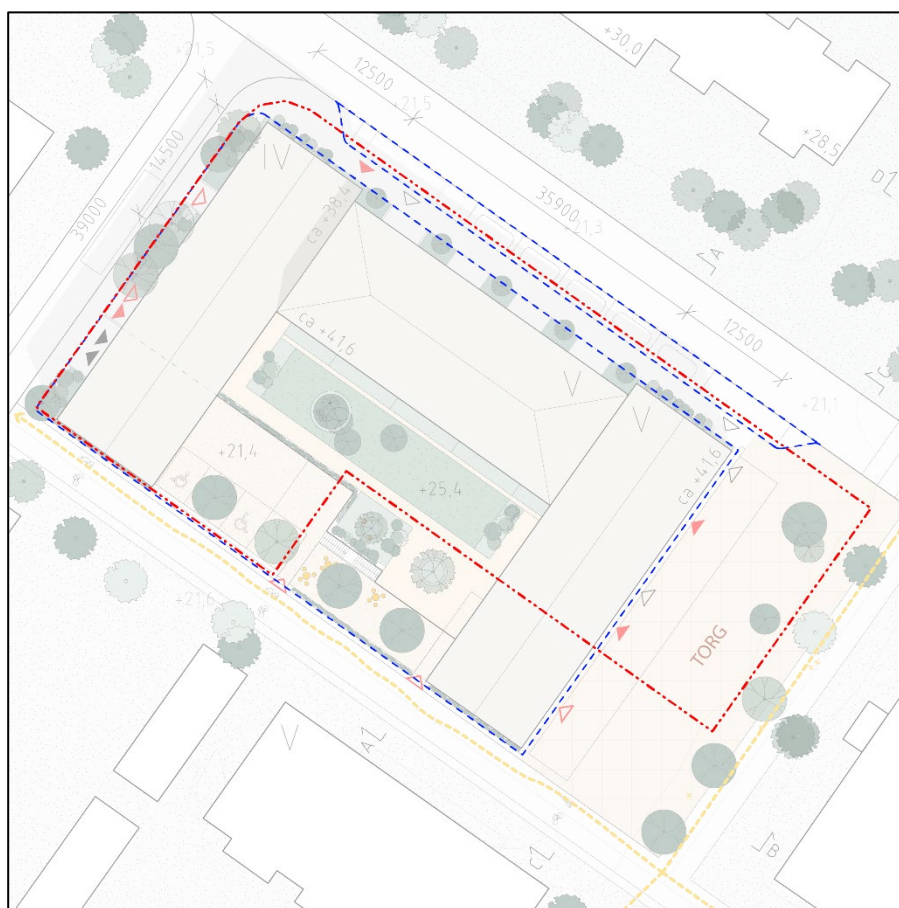 +21,5
12500
+30,0
+21,5
+28,5
14500
IV
D
39000
ca +38,4
35900
+21,3
A
12500
ca +41,6
V
V
C
+21,1
+21,4
ca +41,6
+25,4
+21,6
TORG
V
A
B
C